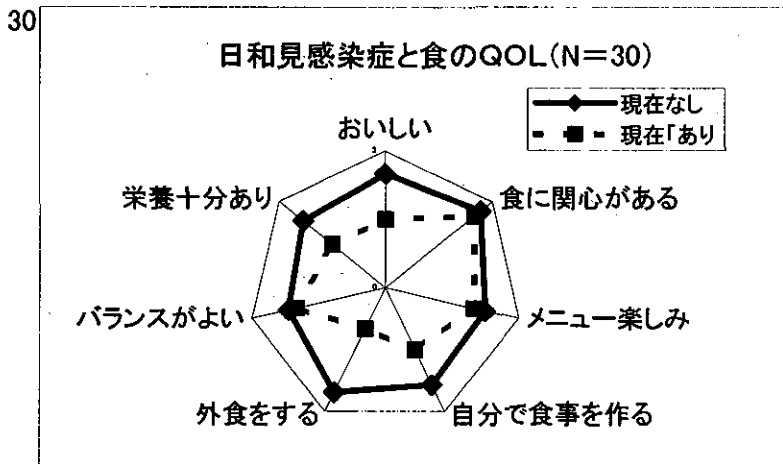 30
日和見感染症と食のQOL(N=30)
現在なし
現在「あり
おいしい
3
食に関心がある
メニュー楽しみ
自分で食事を作る
外食をする
バランスがよい
栄養十分あり
0